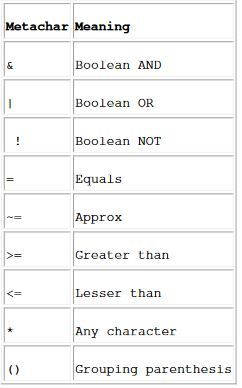 Metachar Meaning
& Boolean AND
| Boolean OR
! Boolean NOT
= Equals
~= Approx
>= Greater than
<= Lesser than
* Any character
() Grouping parenthesis